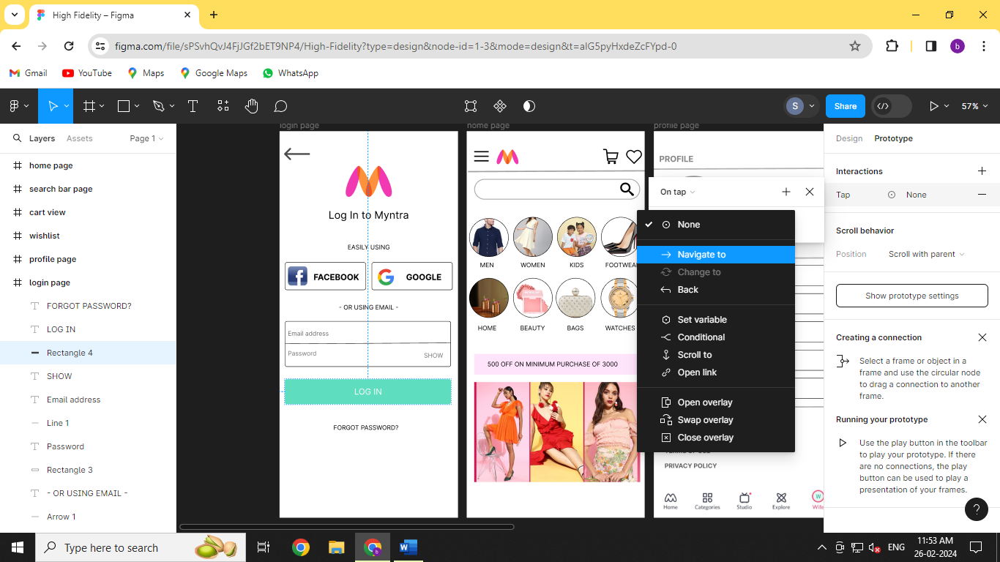 High Fidelity – Figma
figma.com/file/sPSvhQvJ4FjJGf2bET9NP4/High-Fidelity?type=design&node-id=1-3&mode=design&t=alG5pyHxdeZcFYpd-0
b
Gmail
YouTube
Maps
Google Maps
WhatsApp
S
Share
57%
Layers
Assets
Page 1
home page
search bar page
cart view
wishlist
profile page
login page
FORGOT PASSWORD?
LOG IN
Rectangle 4
SHOW
Email address
Line 1
Password
Rectangle 3
- OR USING EMAIL -
Arrow 1
login page
Log In to Myntra
EASILY USING
FACEBOOK
GOOGLE
- OR USING EMAIL -
Email address
Password
SHOW
LOG IN
FORGOT PASSWORD?
home page
MEN
WOMEN
KIDS
FOOTWEA
HOME
BEAUTY
BAGS
WATCHES
500 OFF ON MINIMUM PURCHASE OF 3000
profile page
PROFILE
On tap
None
Navigate to
Change to
Back
Set variable
Conditional
Scroll to
Open link
Open overlay
Swap overlay
Close overlay
PRIVACY POLICY
Home
Categories
Studio
Explore
W
Wife
Design
Prototype
Interactions
Tap
None
Scroll behavior
Position
Scroll with parent
Show prototype settings
Creating a connection
Select a frame or object in a
frame and use the circular node
to drag a connection to another
frame.
Running your prototype
Use the play button in the toolbar
to play your prototype. If there
are no connections, the play
button can be used to play a
presentation of your frames.
?
Type here to search
ENG
11:53 AM
26-02-2024